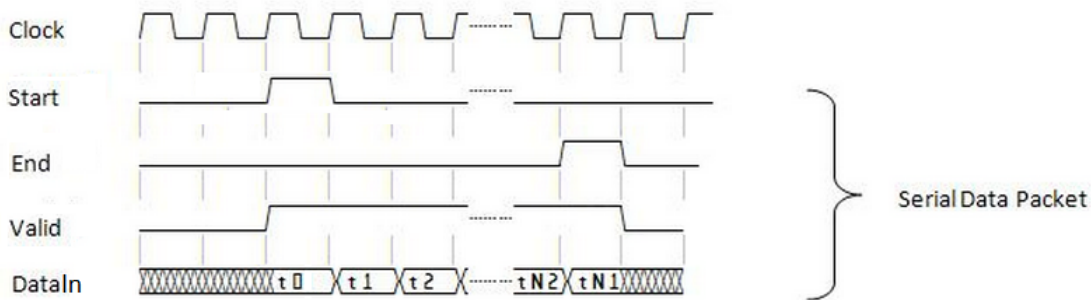 Clock
Start
End
Valid
DataIn t0 t1 t2 tN2 tN1
Serial Data Packet